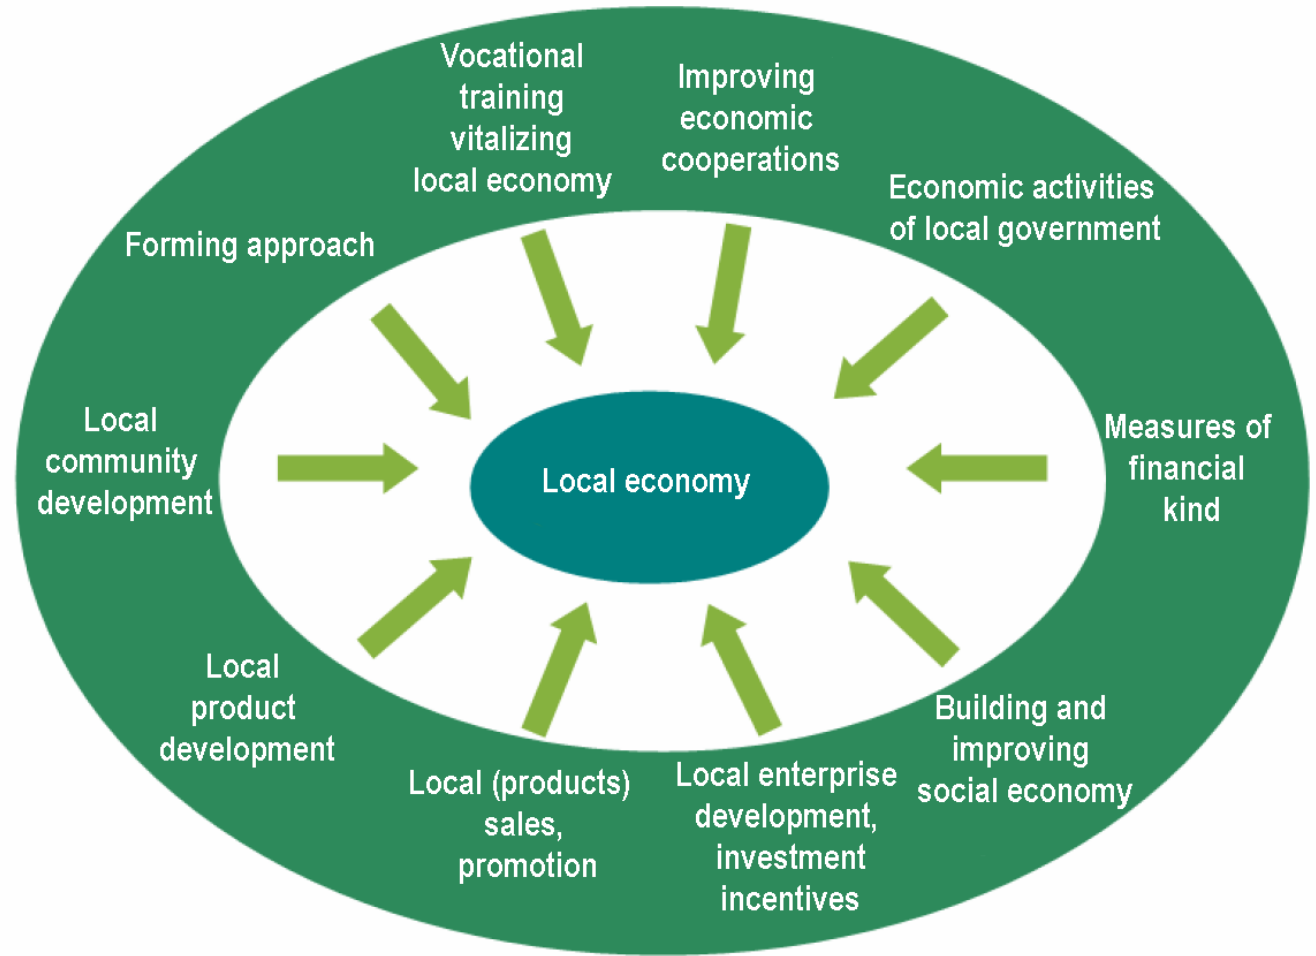 Vocational
training
vitalizing
local economy
Improving
economic
cooperations
Economic activities
of local government
Forming approach
Local
community
development
Local economy
Measures of
financial
kind
Local
product
development
Local (products)
sales,
promotion
Local enterprise
development,
investment
incentives
Building and
improving
social economy